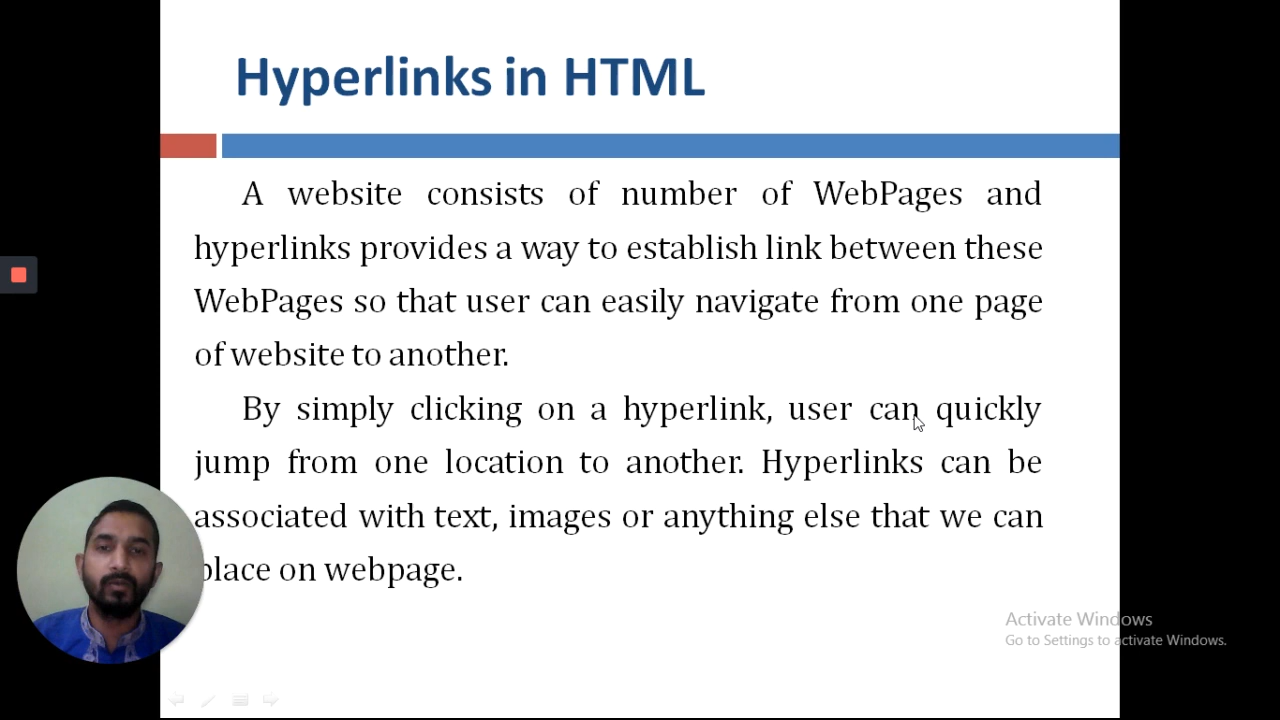 Hyperlinks in HTML
A website consists of number of WebPages and
hyperlinks provides a way to establish link between these
WebPages so that user can easily navigate from one page
of website to another.
By simply clicking on a hyperlink, user can quickly
jump from one location to another. Hyperlinks can be
associated with text, images or anything else that we can
place on webpage.
Activate Windows
Go to Settings to activate Windows.